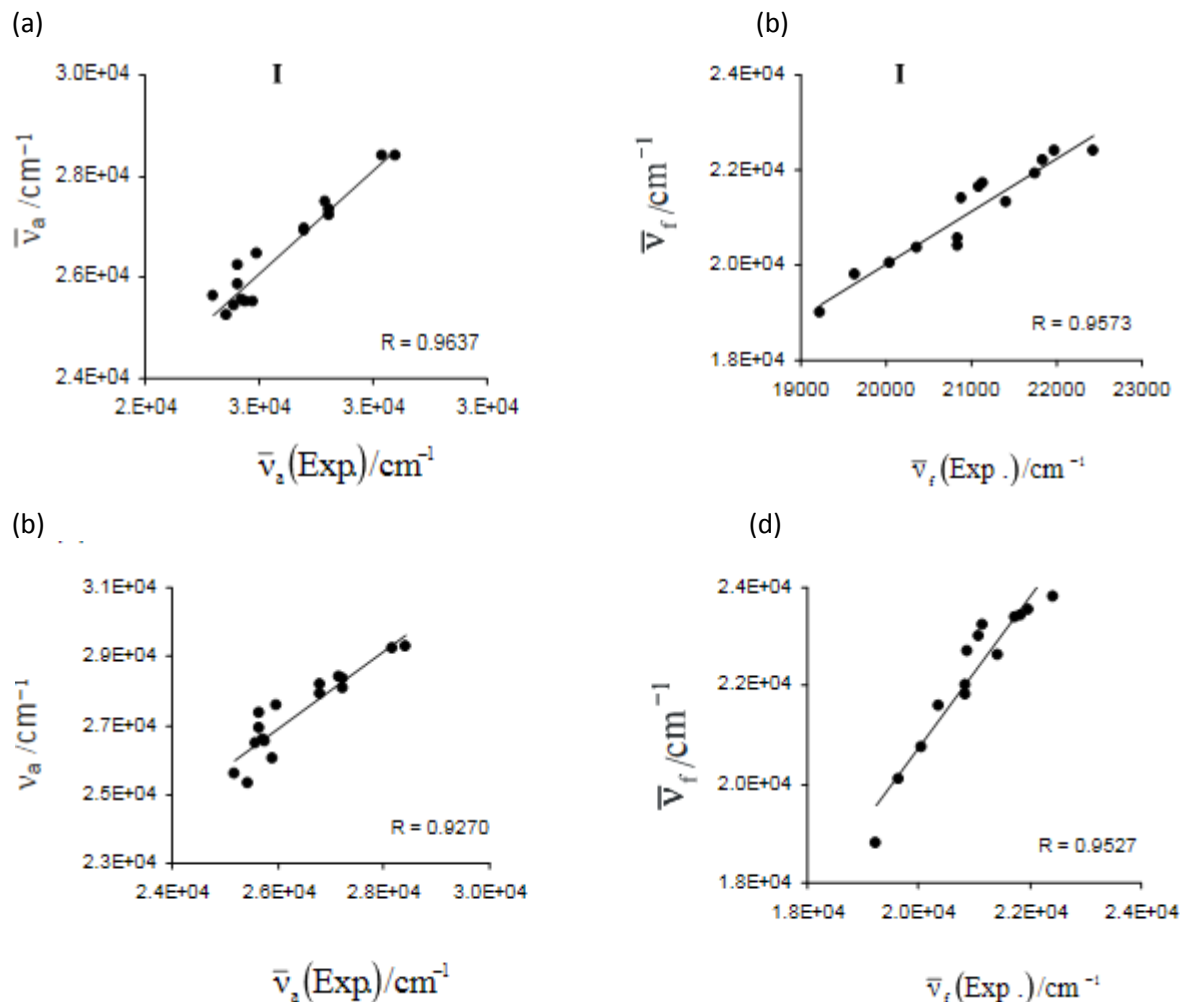 (a)
I
3.0E+04
2.8E+04
2.6E+04
2.4E+04
ν̅a /cm⁻¹
R = 0.9637
2.E+04 3.E+04 3.E+04 3.E+04
ν̅a (Exp.)/cm⁻¹
(b)
I
2.4E+04
2.2E+04
2.0E+04
1.8E+04
ν̅f /cm⁻¹
R = 0.9573
19000 20000 21000 22000 23000
ν̅f (Exp .)/cm⁻¹
(b)
3.1E+04
2.9E+04
2.7E+04
2.5E+04
2.3E+04
νa /cm⁻¹
R = 0.9270
2.4E+04 2.6E+04 2.8E+04 3.0E+04
ν̅a (Exp.)/cm⁻¹
(d)
2.4E+04
2.2E+04
2.0E+04
1.8E+04
ν̅f /cm⁻¹
R = 0.9527
1.8E+04 2.0E+04 2.2E+04 2.4E+04
ν̅f (Exp .)/cm⁻¹